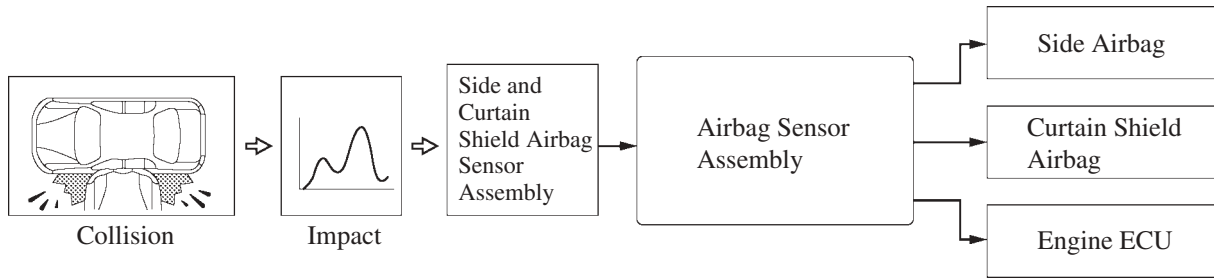 Collision
Impact
Side and
Curtain
Shield Airbag
Sensor
Assembly
Airbag Sensor
Assembly
Side Airbag
Curtain Shield
Airbag
Engine ECU